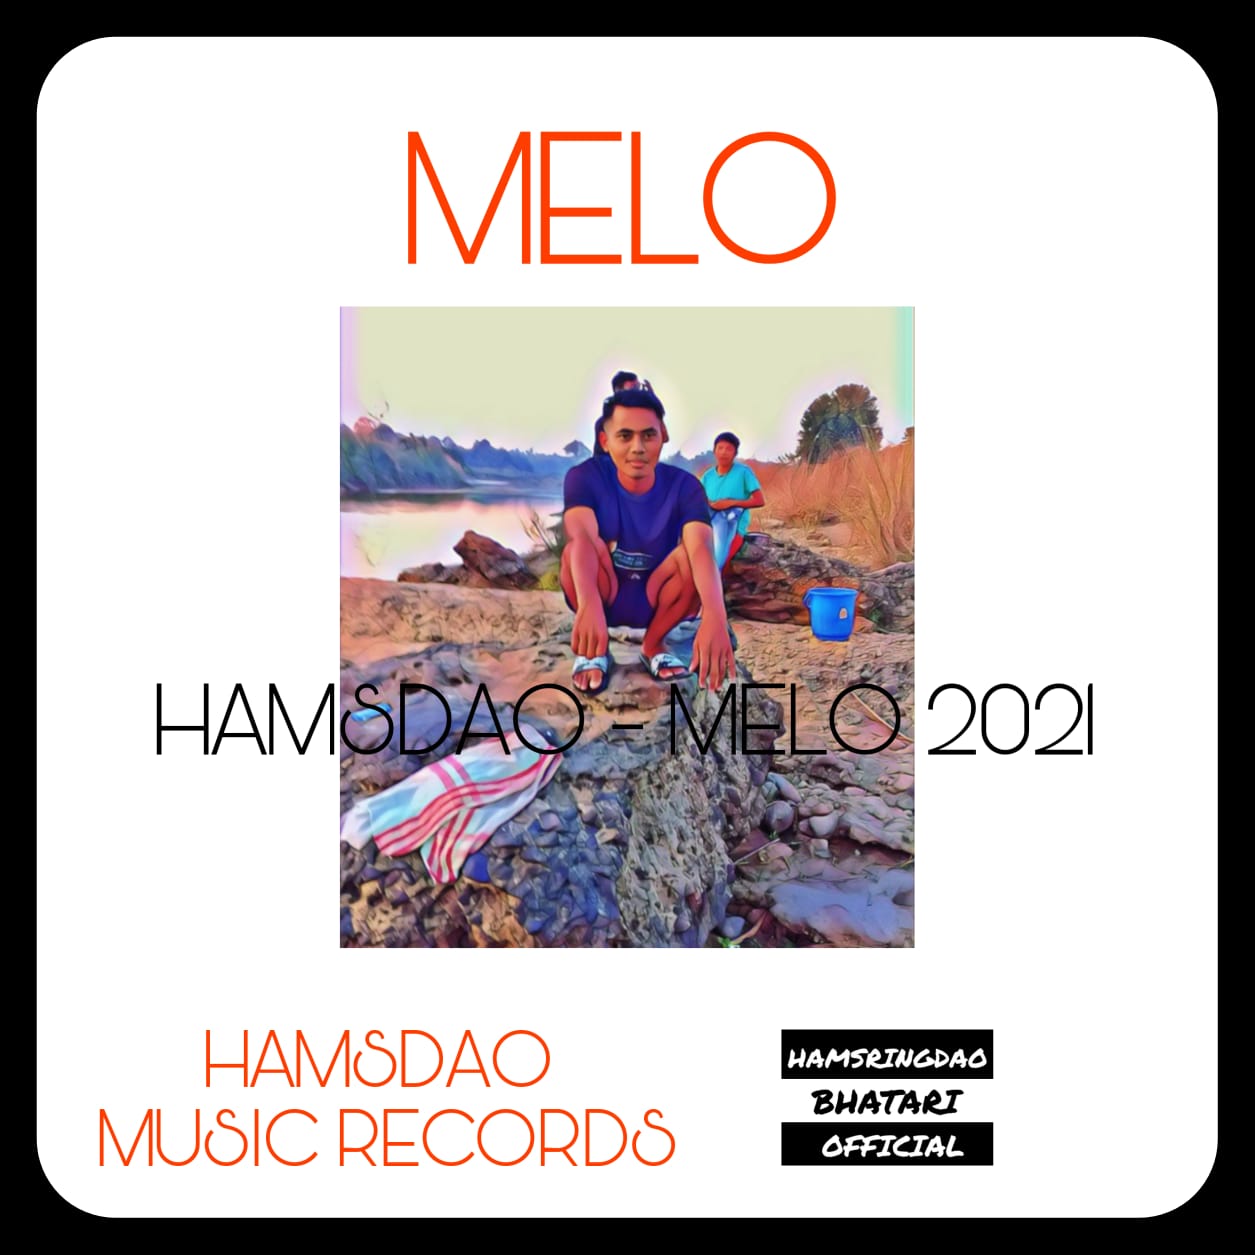 MELO
HAMSDAO - MELO 2021
HAMSDAO
MUSIC RECORDS
HAMSRINGDAO
BHATARI
OFFICIAL